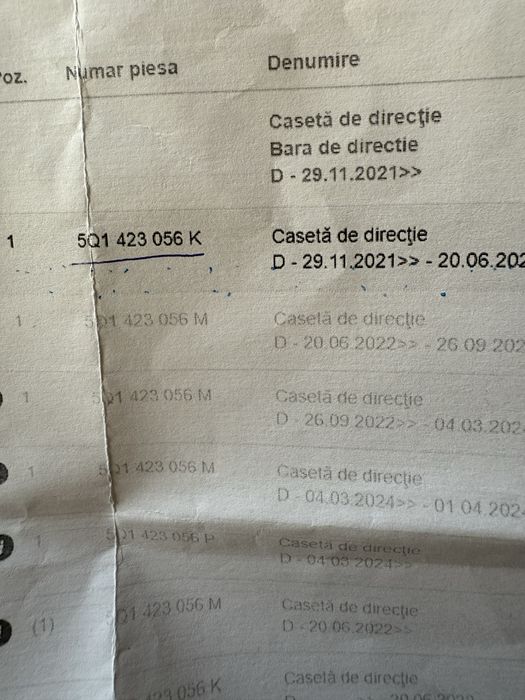 oz. Numar piesa Denumire
Casetă de direcţie
Bara de directie
D - 29.11.2021>>
1 5Q1 423 056 K Casetă de direcţie
D - 29.11.2021>> - 20.06.202
1 5Q1 423 056 M Casetă de direcţie
D - 20.06.2022>> - 26.09.202
1 5Q1 423 056 M Casetă de direcţie
D - 26.09.2022>> - 04.03.202
1 5Q1 423 056 M Casetă de direcţie
D - 04.03.2024>> - 01.04.202
1 5Q1 423 056 P Casetă de direcţie
D - 04.03.2024>>
(1) 5Q1 423 056 M Casetă de direcţie
D - 20.06.2022>>
423 056 K Casetă de direcţie